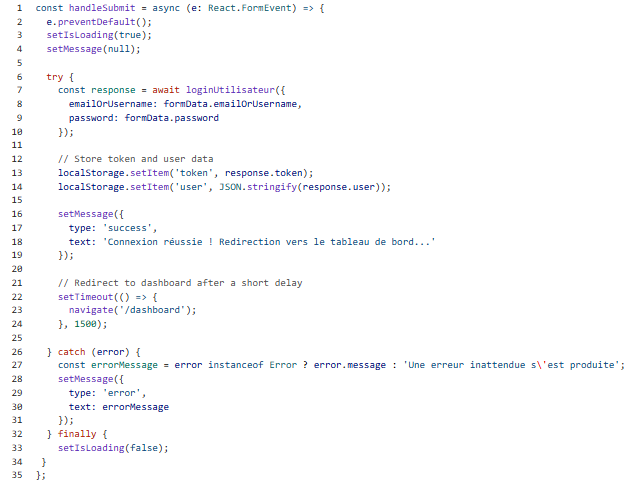 1 const handleSubmit = async (e: React.FormEvent) => {
2   e.preventDefault();
3   setIsLoading(true);
4   setMessage(null);
5
6   try {
7     const response = await loginUtilisateur({
8       emailOrUsername: formData.emailOrUsername,
9       password: formData.password
10     });
11
12     // Store token and user data
13     localStorage.setItem('token', response.token);
14     localStorage.setItem('user', JSON.stringify(response.user));
15
16     setMessage({
17       type: 'success',
18       text: 'Connexion réussie ! Redirection vers le tableau de bord...'
19     });
20
21     // Redirect to dashboard after a short delay
22     setTimeout(() => {
23       navigate('/dashboard');
24     }, 1500);
25
26   } catch (error) {
27     const errorMessage = error instanceof Error ? error.message : 'Une erreur inattendue s\'est produite';
28     setMessage({
29       type: 'error',
30       text: errorMessage
31     });
32   } finally {
33     setIsLoading(false);
34  }
35 };